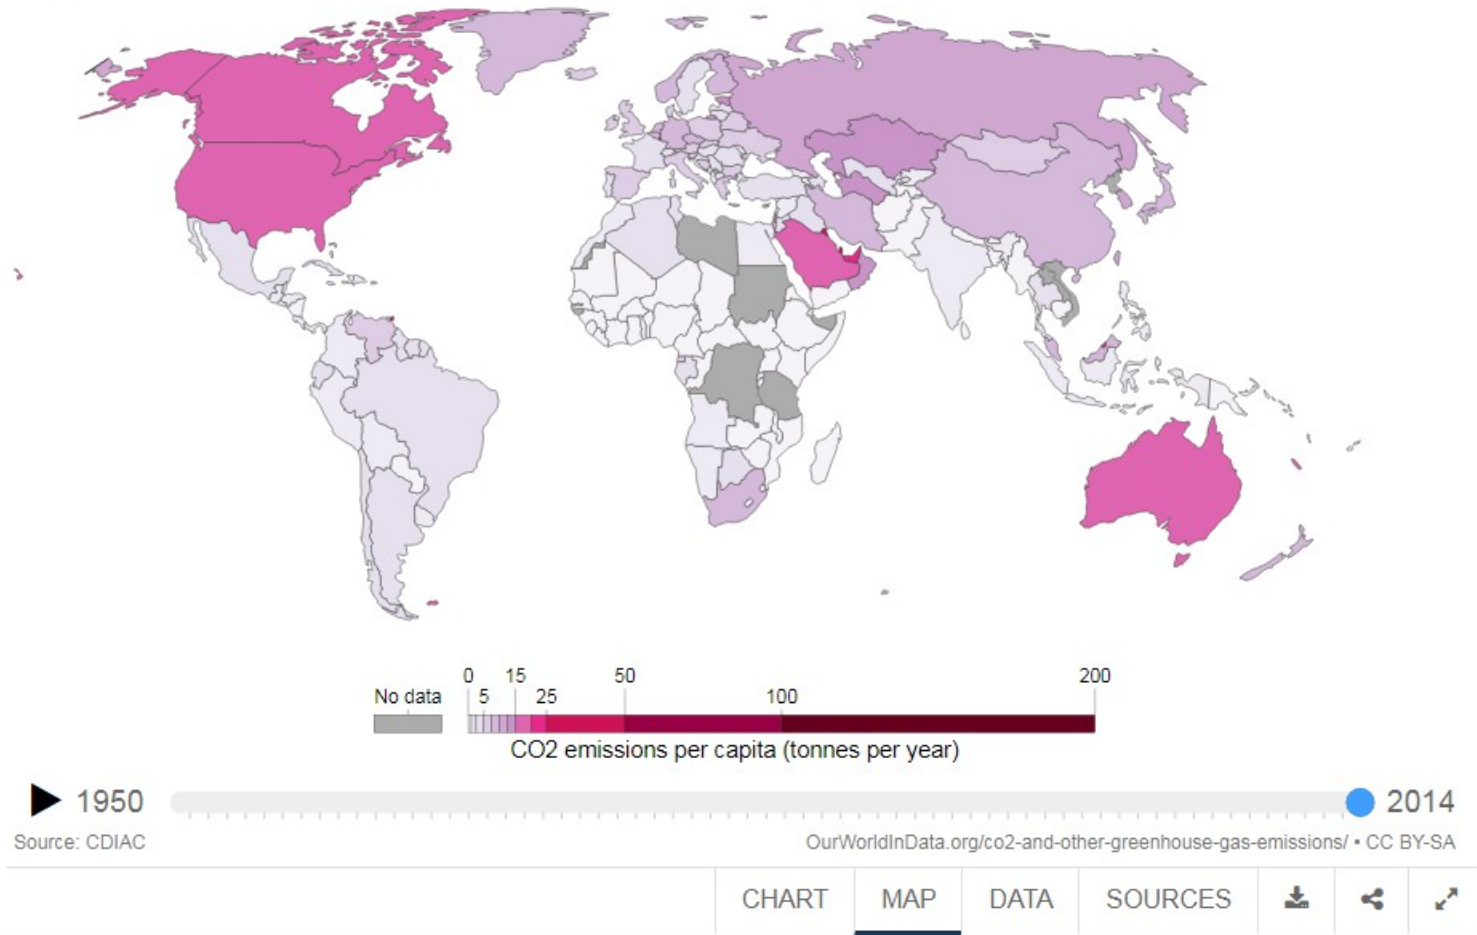 0 15 50 200
No data 5 25 100
CO2 emissions per capita (tonnes per year)
1950 2014
Source: CDIAC OurWorldInData.org/co2-and-other-greenhouse-gas-emissions/ • CC BY-SA
CHART MAP DATA SOURCES